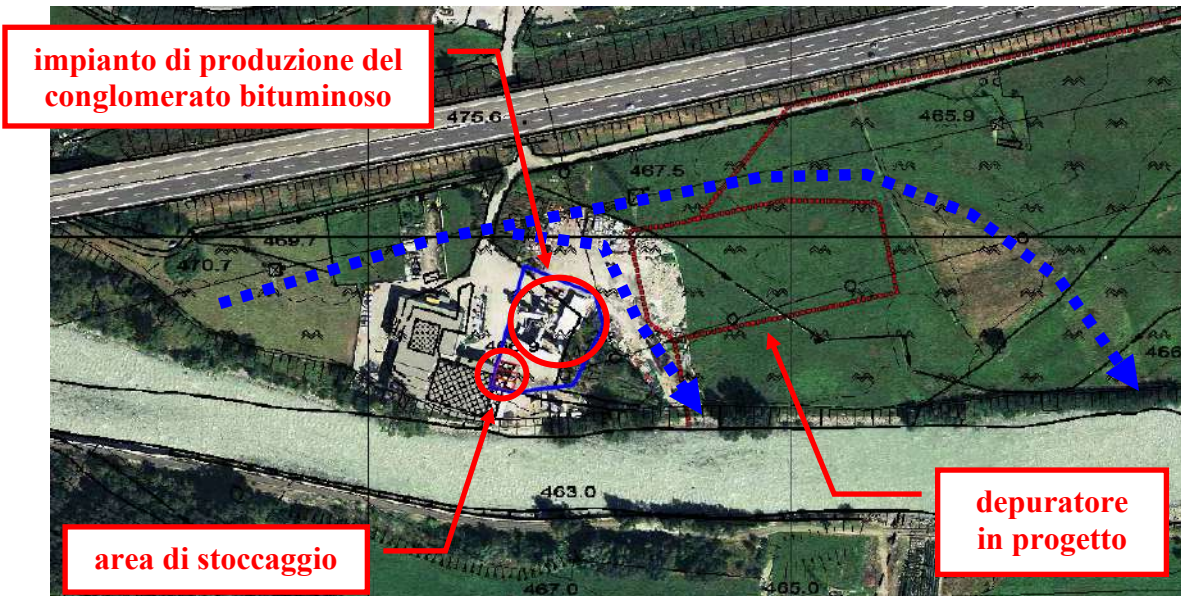 impianto di produzione del
conglomerato bituminoso
475.6
465.9
467.5
469.7
470.7
466
463.0
depuratore
in progetto
area di stoccaggio
467.0
465.0